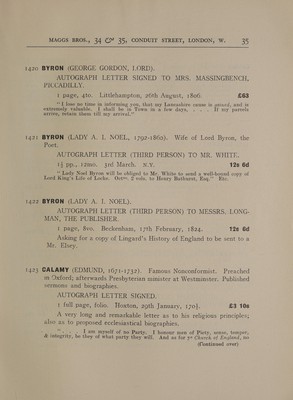 MAGGS BROS., 34 & 35, CONDUIT STREET, LONDON, W. 35
1420 BYRON (GEORGE GORDON, LORD).
AUTOGRAPH LETTER SIGNED TO MRS. MASSINGBENCH,
PICCADILLY.
1 page, 4to. Littlehampton, 26th August, 1806. £63
" I lose no time in informing you, that my Lancashire cause is gained, and is
extensively valuable. I shall be in Town in a few days, . . . . If my parcels
arrive, retain them till my arrival."
1421 BYRON (LADY A. I. NOEL, 1792-1860). Wife of Lord Byron, the
Poet.
AUTOGRAPH LETTER (THIRD PERSON) TO MR. WHITE.
1½ pp., 12mo. 3rd March. N.Y. 12s 6d
" Lady Noel Byron will be obliged to Mr. White to send a well-bound copy of
Lord King's Life of Locke. Octvo. 2 vols. to Henry Bathurst, Esq." Etc.
1422 BYRON (LADY A. I. NOEL).
AUTOGRAPH LETTER (THIRD PERSON) TO MESSRS. LONG-
MAN, THE PUBLISHER.
1 page, 8vo. Beckenham, 17th February, 1824. 12s 6d
Asking for a copy of Lingard's History of England to be sent to a
Mr. Elsey.
1423 CALAMY (EDMUND, 1671-1732). Famous Nonconformist. Preached
in Oxford; afterwards Presbyterian minister at Westminster. Published
sermons and biographies.
AUTOGRAPH LETTER SIGNED.
1 full page, folio. Hoxton, 29th January, £3 10s
A very long and remarkable letter as to his religious principles;
also as to proposed ecclesiastical biographies.
" . . . I am myself of no Party. I honour men of Piety, sense, temper,
& integrity, be they of what party they will. And as for ye Church of England, no
(Continued over)